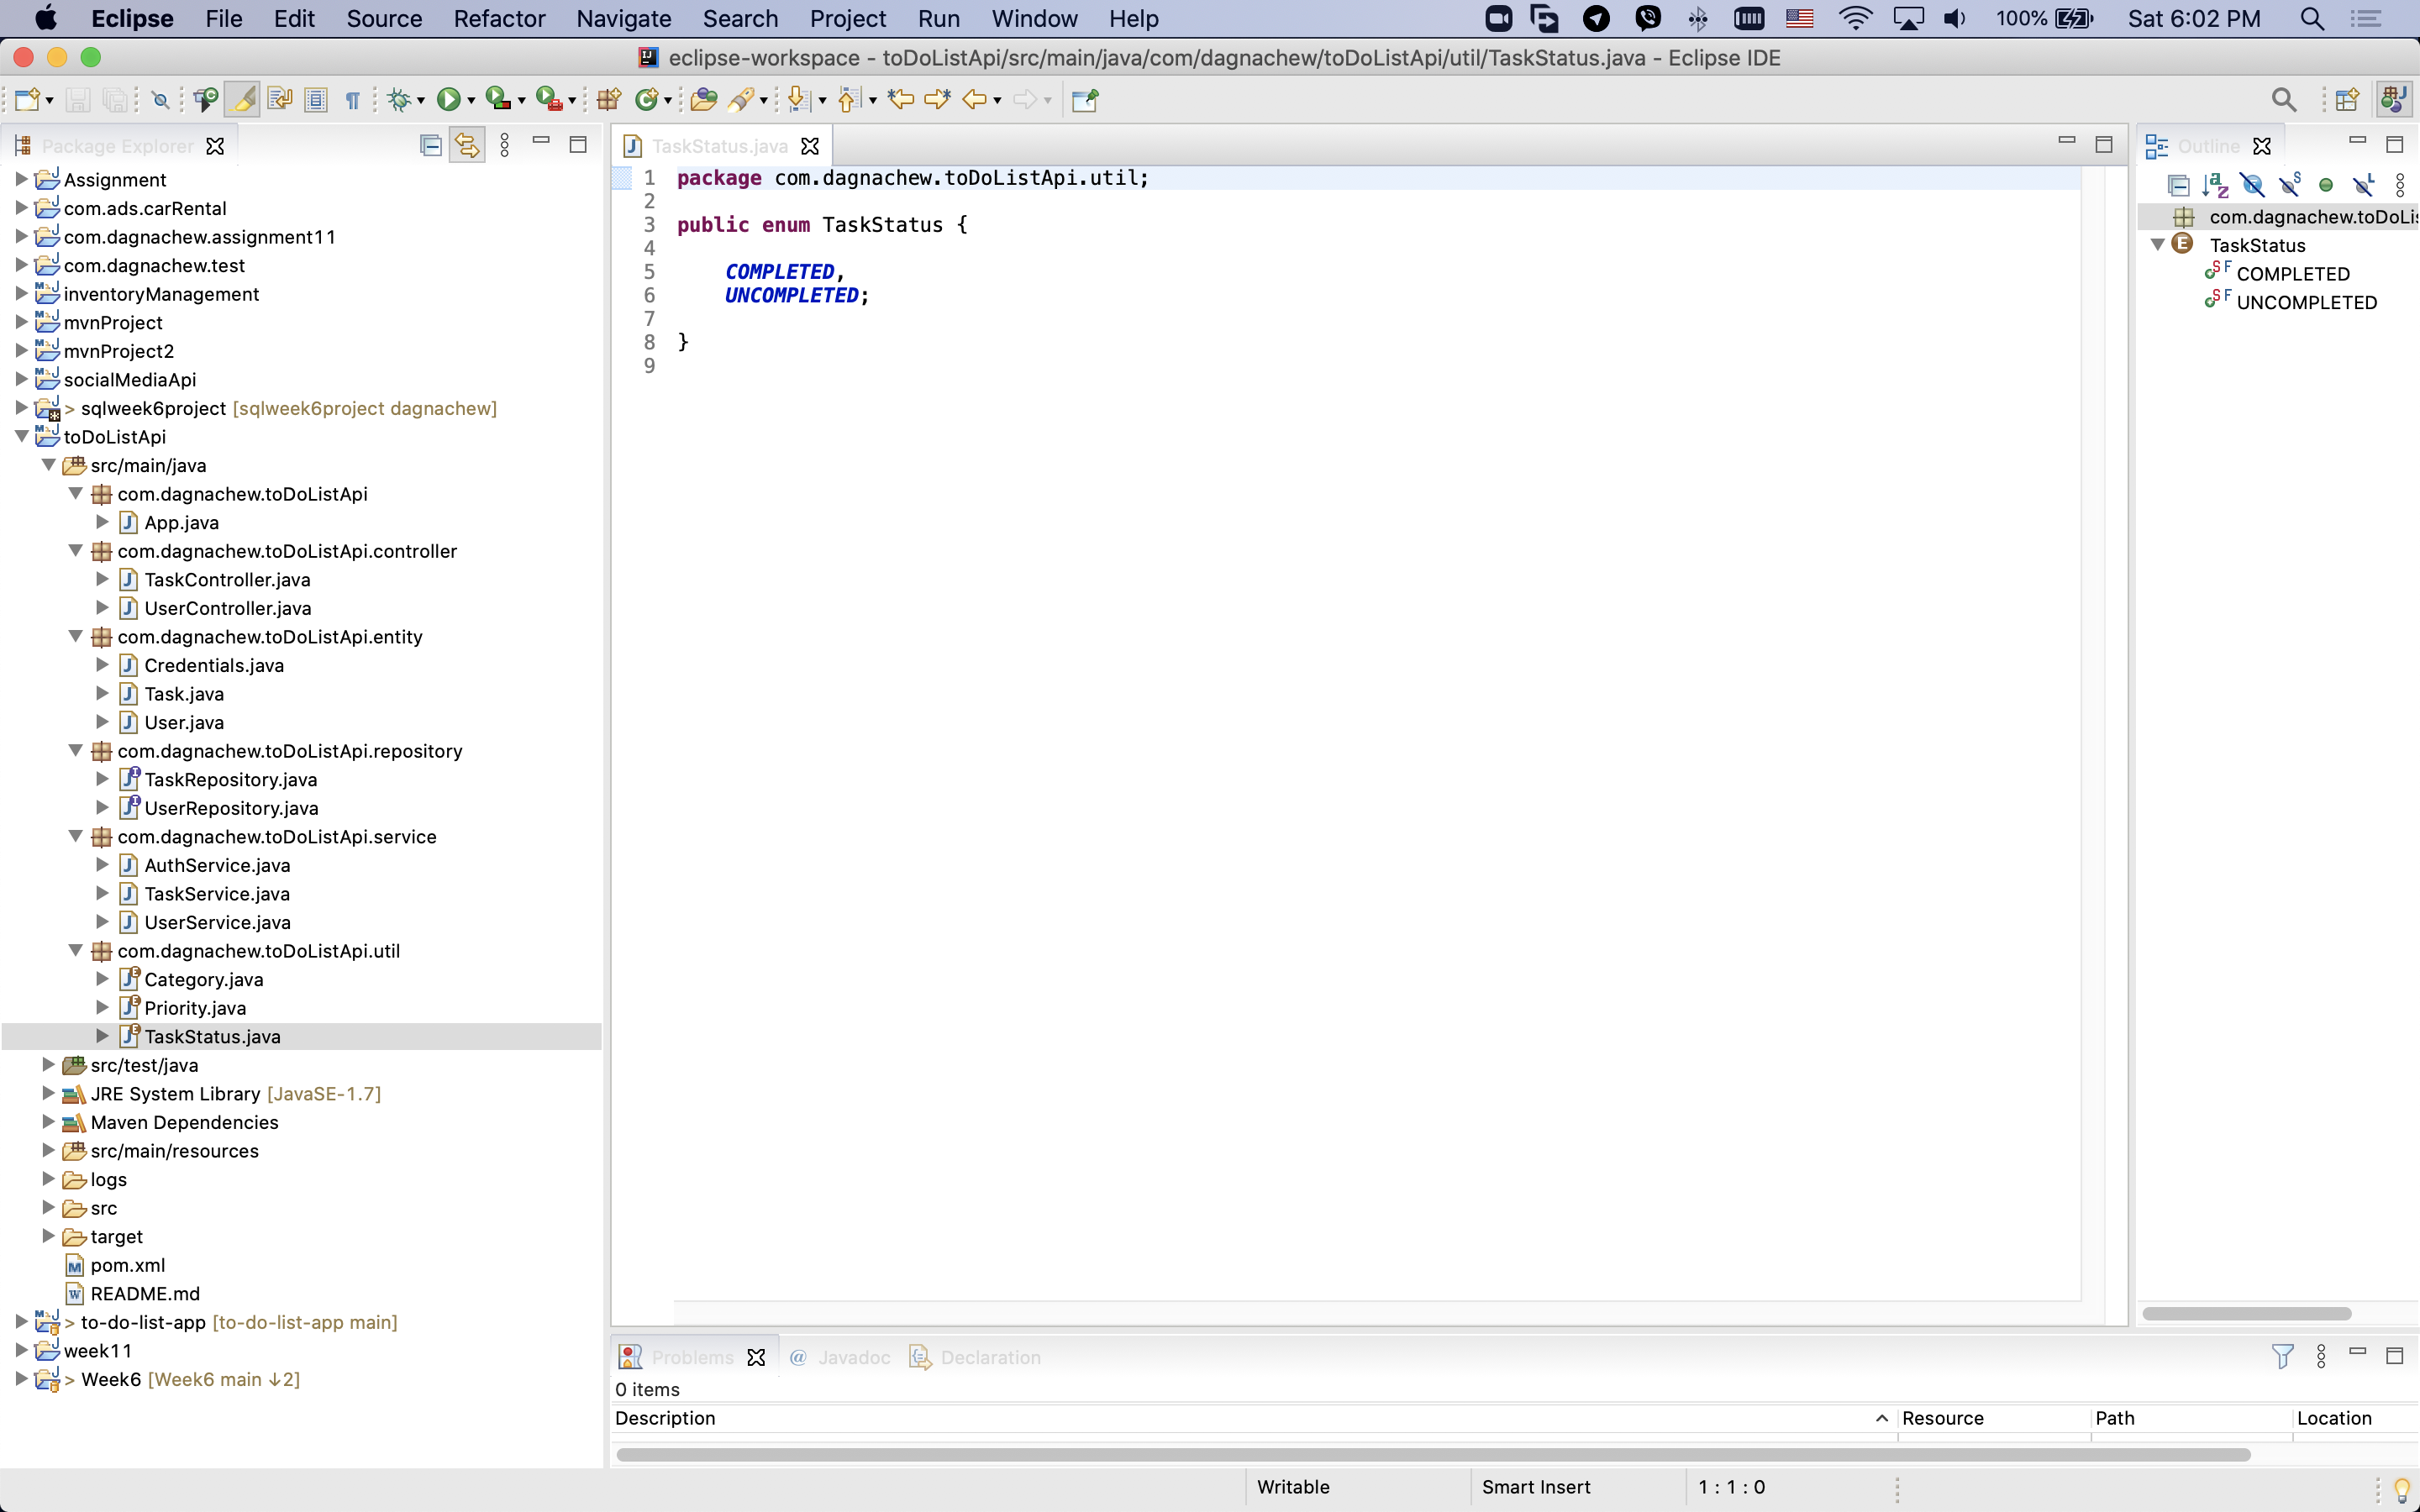 Eclipse File Edit Source Refactor Navigate Search Project Run Window Help 100% Sat 6:02 PM
eclipse-workspace - toDoListApi/src/main/java/com/dagnachew/toDoListApi/util/TaskStatus.java - Eclipse IDE
Package Explorer
Assignment
com.ads.carRental
com.dagnachew.assignment11
com.dagnachew.test
inventoryManagement
mvnProject
mvnProject2
socialMediaApi
> sqlweek6project [sqlweek6project dagnachew]
toDoListApi
src/main/java
com.dagnachew.toDoListApi
App.java
com.dagnachew.toDoListApi.controller
TaskController.java
UserController.java
com.dagnachew.toDoListApi.entity
Credentials.java
Task.java
User.java
com.dagnachew.toDoListApi.repository
TaskRepository.java
UserRepository.java
com.dagnachew.toDoListApi.service
AuthService.java
TaskService.java
UserService.java
com.dagnachew.toDoListApi.util
Category.java
Priority.java
TaskStatus.java
src/test/java
JRE System Library [JavaSE-1.7]
Maven Dependencies
src/main/resources
logs
src
target
pom.xml
README.md
> to-do-list-app [to-do-list-app main]
week11
> Week6 [Week6 main ↓2]
TaskStatus.java
1 package com.dagnachew.toDoListApi.util;
2
3 public enum TaskStatus {
4
5 COMPLETED,
6 UNCOMPLETED;
7
8 }
9
Outline
com.dagnachew.toDoLis
TaskStatus
COMPLETED
UNCOMPLETED
Problems @ Javadoc Declaration
0 items
Description Resource Path Location
Writable Smart Insert 1 : 1 : 0